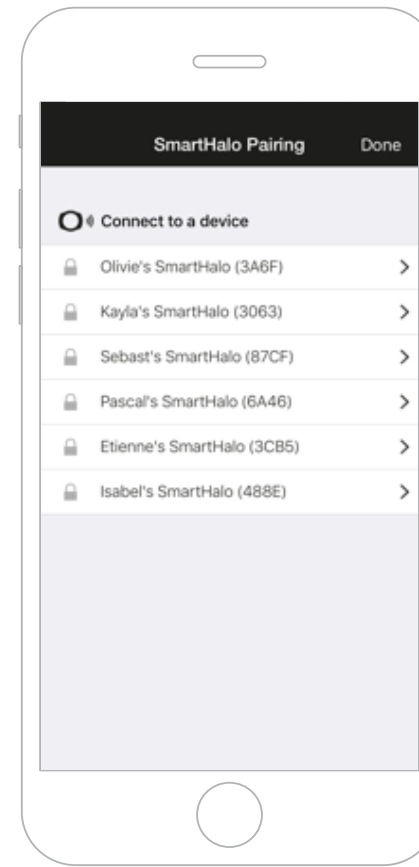 SmartHalo Pairing Done
Connect to a device
Olivie's SmartHalo (3A6F)
Kayla's SmartHalo (3063)
Sebast's SmartHalo (87CF)
Pascal's SmartHalo (6A46)
Etienne's SmartHalo (3CB5)
Isabel's SmartHalo (488E)